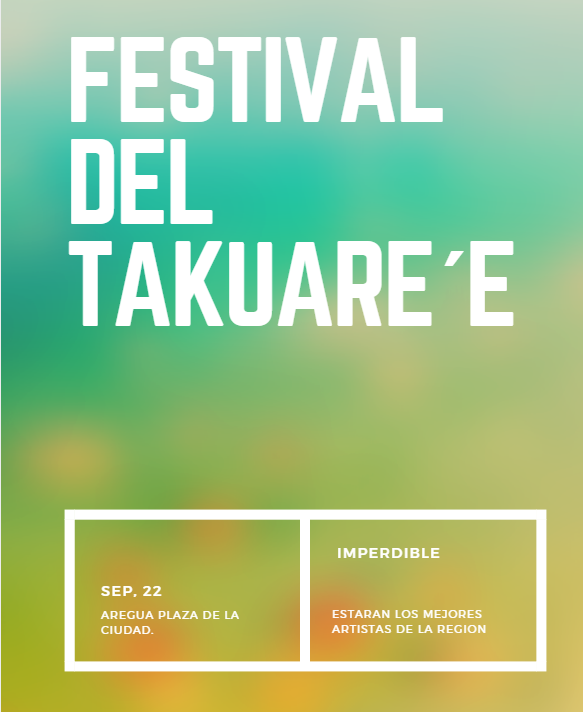 FESTIVAL
DEL
TAKUARE´E
SEP, 22
AREGUA PLAZA DE LA
CIUDAD.
IMPERDIBLE
ESTARAN LOS MEJORES
ARTISTAS DE LA REGION